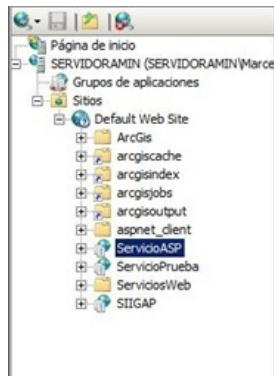 Página de inicio
SERVIDORAMIN (SERVIDORAMIN\Marce
Grupos de aplicaciones
Sitios
Default Web Site
ArcGis
arcgiscache
arcgisindex
arcgisjobs
arcgisoutput
aspnet_client
ServicioASP
ServicioPrueba
ServiciosWeb
SIIGAP